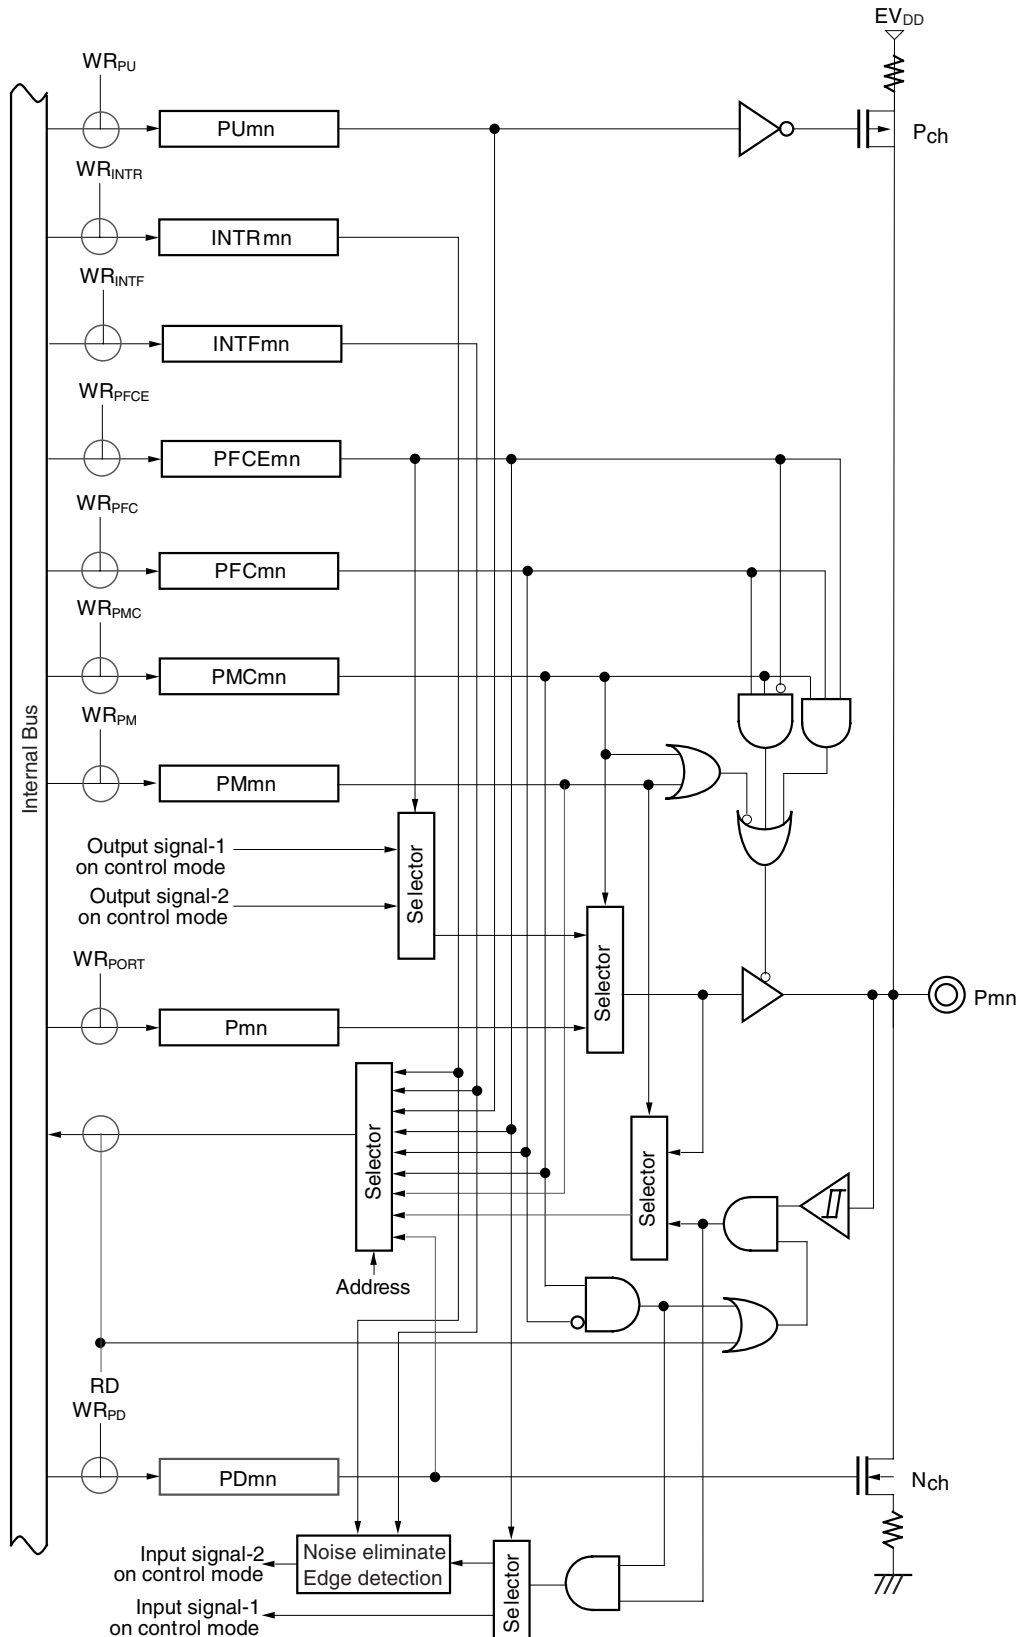 EVDD
WRPU
PUmn
Pch
WRINTR
INTRmn
WRINTF
INTFmn
WRPFCE
PFCEmn
WRPFC
PFCmn
WRPMC
PMCmn
WRPM
PMmn
Internal Bus
Output signal-1
on control mode
Output signal-2
on control mode
Selector
WRPORT
Pmn
Selector
Pmn
Selector
Selector
Address
RD
WRPD
PDmn
Nch
Noise eliminate
Edge detection
Input signal-2
on control mode
Selector
Input signal-1
on control mode